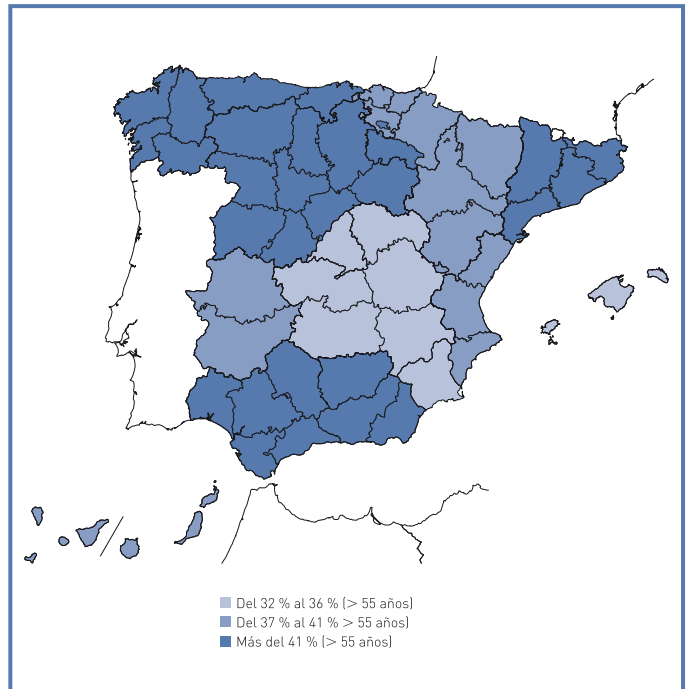 Del 32 % al 36 % (> 55 años)
Del 37 % al 41 % > 55 años)
Más del 41 % (> 55 años)